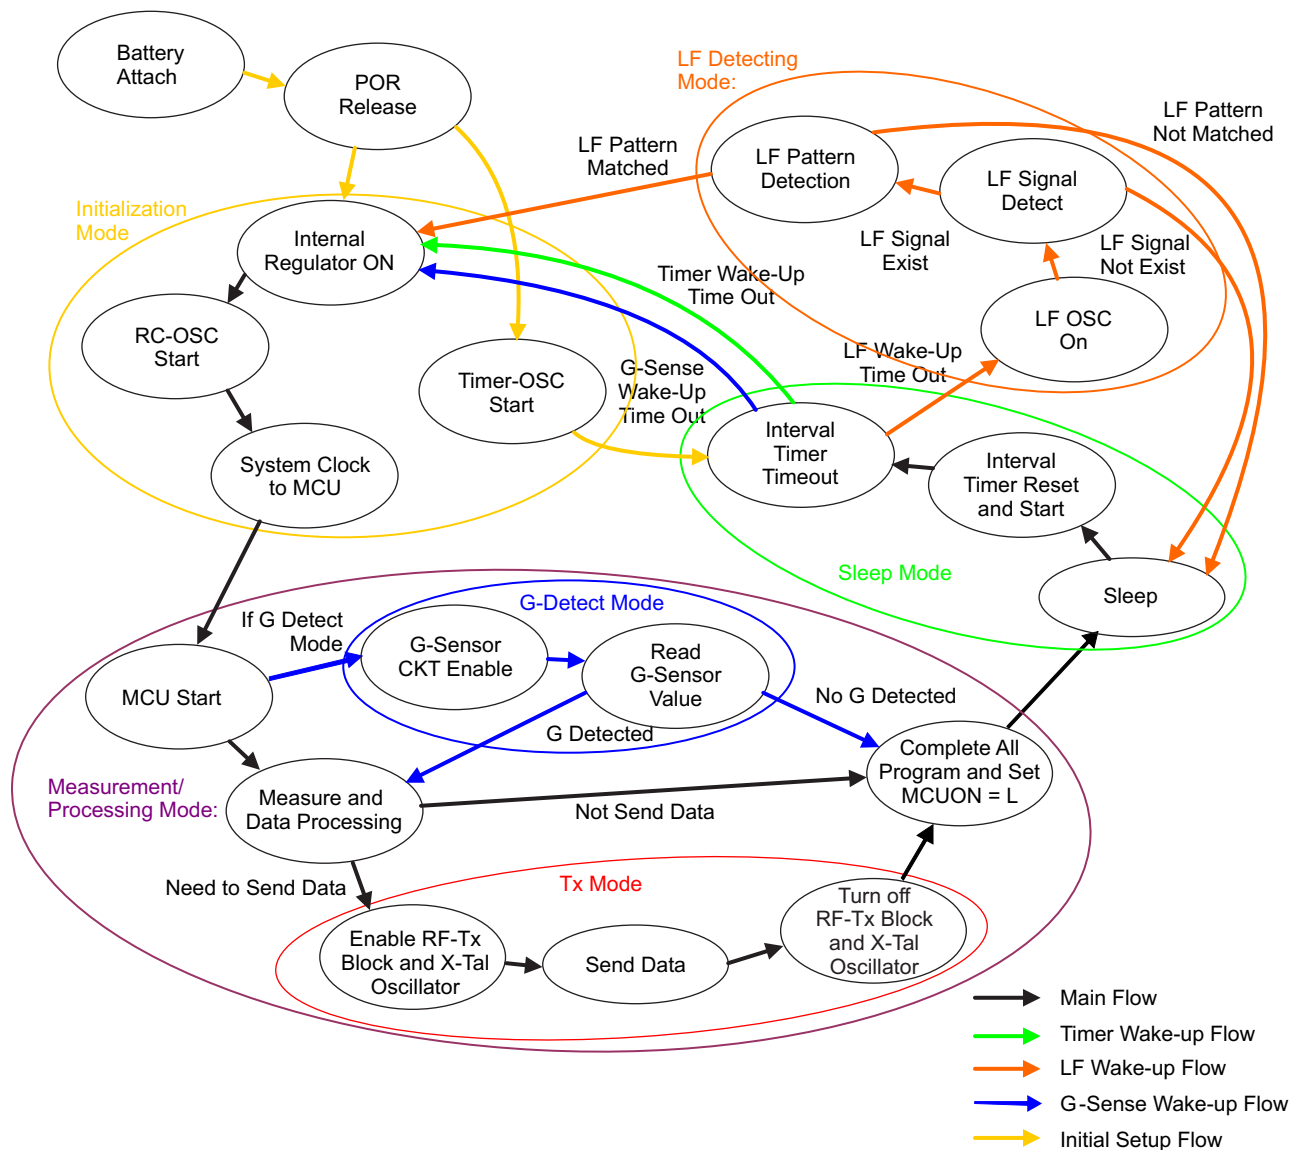 Battery
Attach
POR
Release
LF Detecting
Mode:
LF Pattern
Not Matched
LF Pattern
Matched
LF Pattern
Detection
LF Signal
Detect
Initialization
Mode
Internal
Regulator ON
LF Signal
Exist
LF Signal
Not Exist
Timer Wake-Up
Time Out
RC-OSC
Start
LF OSC
On
LF Wake-Up
Time Out
Timer-OSC
Start
G-Sense
Wake-Up
Time Out
Interval
Timer
Timeout
Interval
Timer Reset
and Start
System Clock
to MCU
Sleep Mode
Sleep
If G Detect
Mode
G-Detect Mode
G-Sensor
CKT Enable
Read
G-Sensor
Value
MCU Start
No G Detected
G Detected
Complete All
Program and Set
MCUON = L
Measurement/
Processing Mode:
Measure and
Data Processing
Not Send Data
Need to Send Data
Tx Mode
Enable RF-Tx
Block and X-Tal
Oscillator
Send Data
Turn off
RF-Tx Block
and X-Tal
Oscillator
Main Flow
Timer Wake-up Flow
LF Wake-up Flow
G-Sense Wake-up Flow
Initial Setup Flow